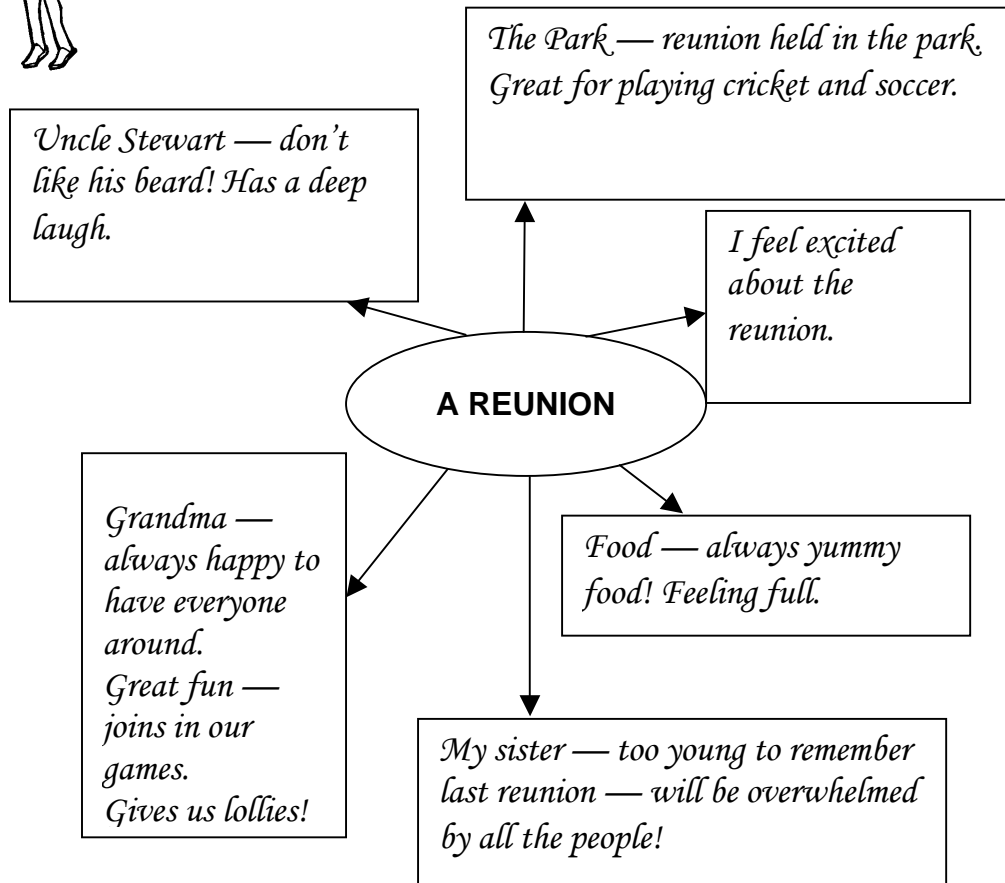 The Park — reunion held in the park.
Great for playing cricket and soccer.
Uncle Stewart — don't
like his beard! Has a deep
laugh.
I feel excited
about the
reunion.
A REUNION
Grandma —
always happy to
have everyone
around.
Great fun —
joins in our
games.
Gives us lollies!
Food — always yummy
food! Feeling full.
My sister — too young to remember
last reunion — will be overwhelmed
by all the people!